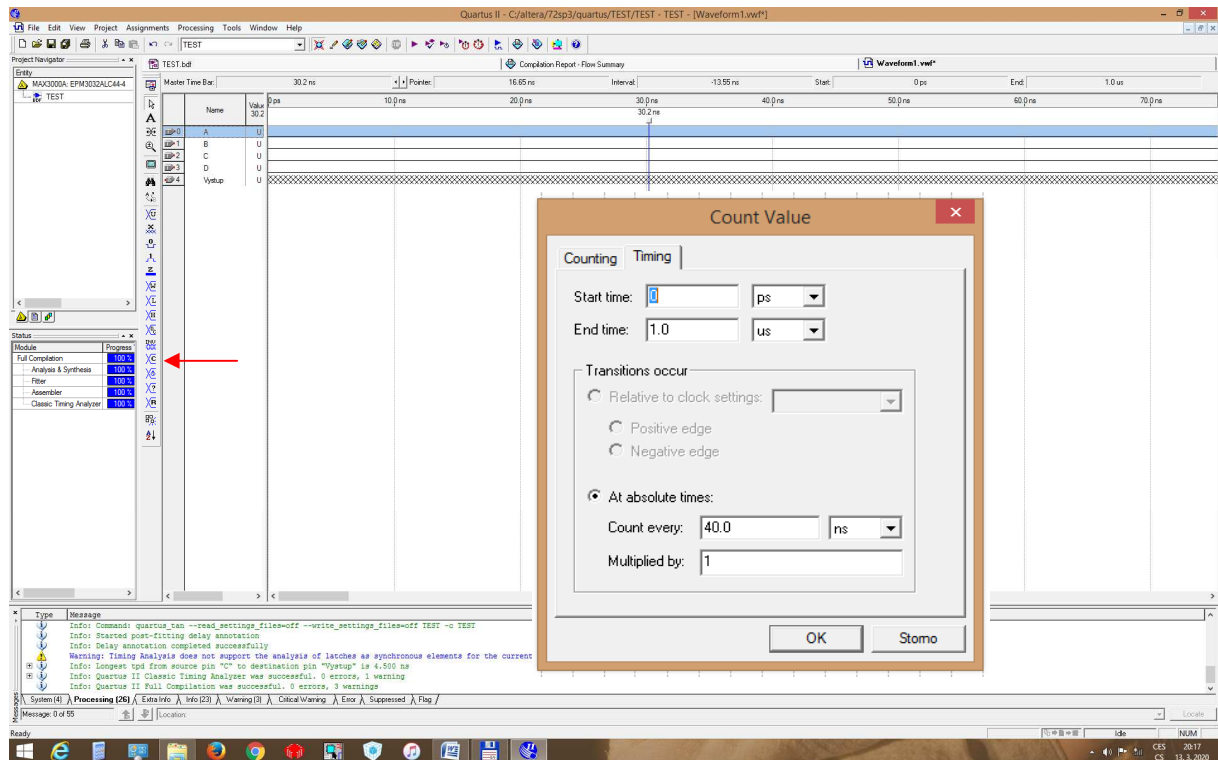 Quartus II - C:/altera/72sp3/quartus/TEST/TEST - TEST - [Waveform1.vwf*]
File Edit View Project Assignments Processing Tools Window Help
TEST
Project Navigator
Entity
MAX3000A: EPM3032ALC44-4
TEST
TEST.bdf
Compilation Report - Flow Summary
Waveform1.vwf*
Master Time Bar: 30.2 ns Pointer: 16.65 ns Interval: -13.55 ns Start: 0 ps End: 1.0 us
Name
Value
30.2
0 ps 10.0 ns 20.0 ns 30.0 ns 40.0 ns 50.0 ns 60.0 ns 70.0 ns
30.2 ns
0 A U
1 B U
2 C U
3 D U
4 Vystup U
Count Value
Counting Timing
Start time: 0 ps
End time: 1.0 us
Transitions occur
Relative to clock settings:
Positive edge
Negative edge
At absolute times:
Count every: 40.0 ns
Multiplied by: 1
OK Storno
Status
Module Progress
Full Compilation 100 %
Analysis & Synthesis 100 %
Fitter 100 %
Assembler 100 %
Classic Timing Analyzer 100 %
Type Message
Info: Command: quartus_tan --read_settings_files=off --write_settings_files=off TEST -c TEST
Info: Started post-fitting delay annotation
Info: Delay annotation completed successfully
Warning: Timing Analysis does not support the analysis of latches as synchronous elements for the current
Info: Longest tpd from source pin "C" to destination pin "Vystup" is 4.500 ns
Info: Quartus II Classic Timing Analyzer was successful. 0 errors, 1 warning
Info: Quartus II Full Compilation was successful. 0 errors, 3 warnings
System (4) Processing (26) Extra Info Info (23) Warning (3) Critical Warning Error Suppressed Flag
Messages
Message: 0 of 55 Location: Locate
Ready Idle NUM
CES 20:17
CS 13. 3. 2020